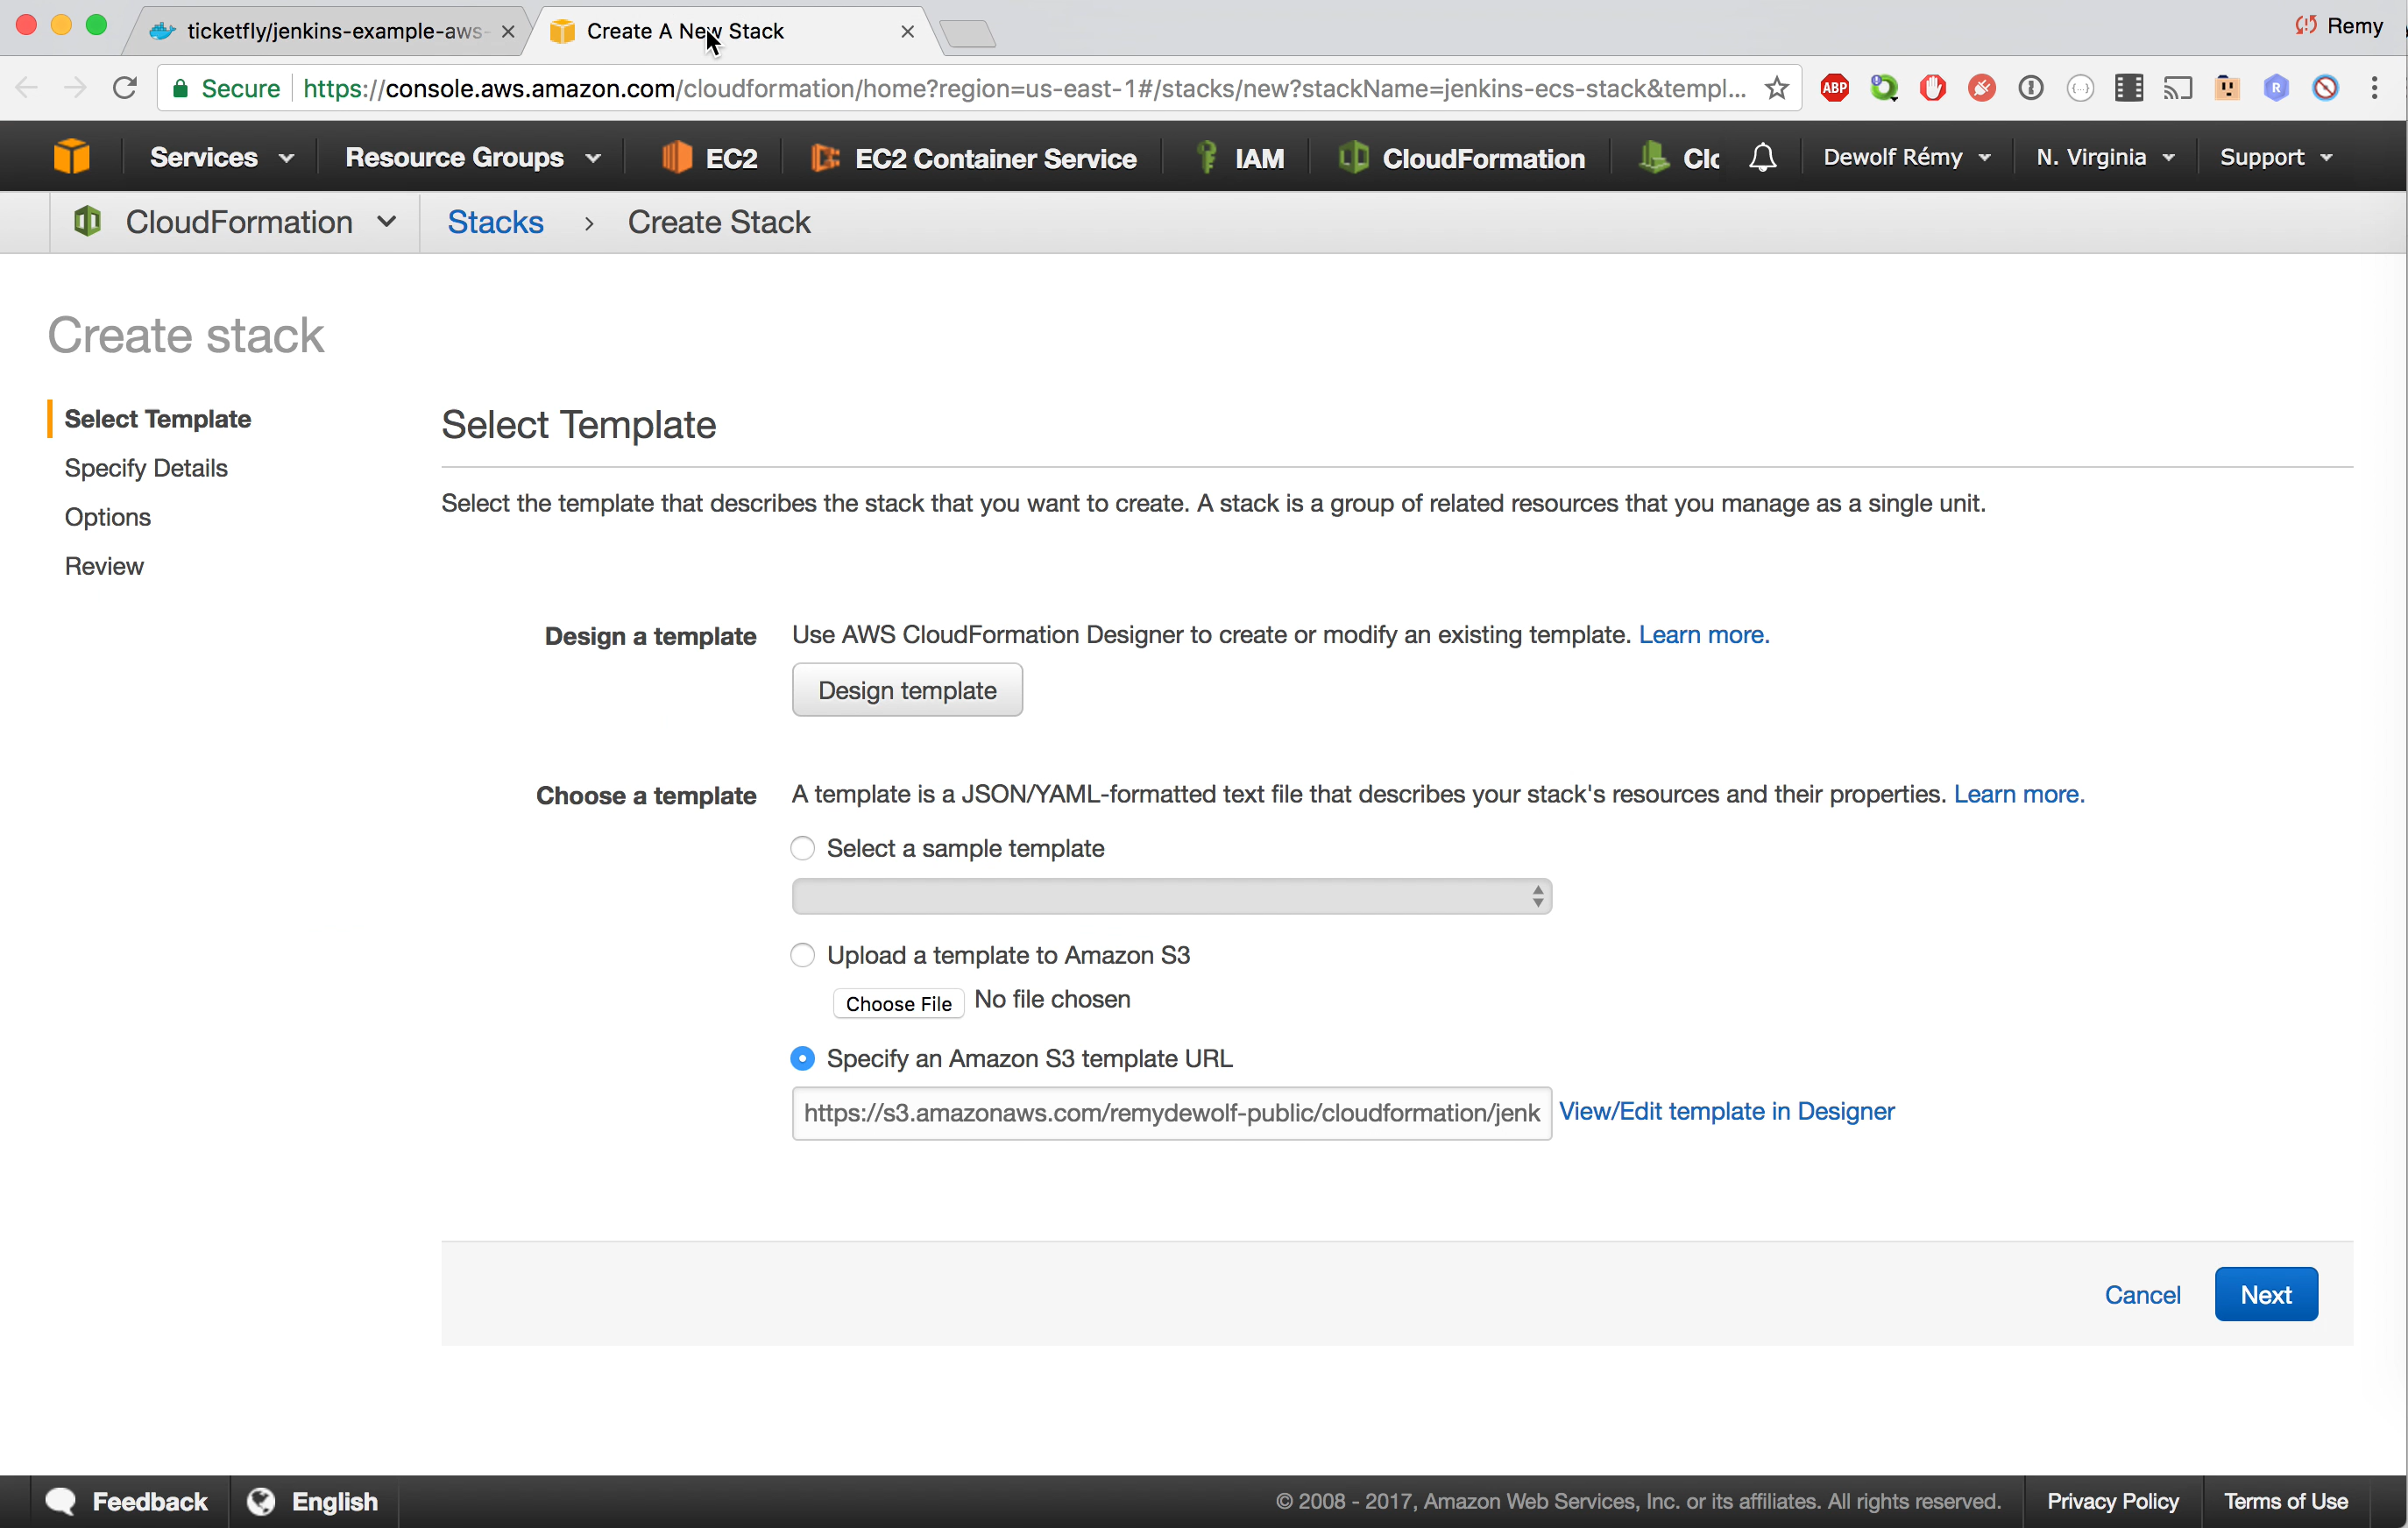 ticketfly/jenkins-example-aws-
Create A New Stack
Remy
Secure
https://console.aws.amazon.com/cloudformation/home?region=us-east-1#/stacks/new?stackName=jenkins-ecs-stack&templ...
ABP
Services
Resource Groups
EC2
EC2 Container Service
IAM
CloudFormation
Clo
Dewolf Rémy
N. Virginia
Support
CloudFormation
Stacks > Create Stack
Create stack
Select Template
Specify Details
Options
Review
Select Template
Select the template that describes the stack that you want to create. A stack is a group of related resources that you manage as a single unit.
Design a template
Use AWS CloudFormation Designer to create or modify an existing template. Learn more.
Design template
Choose a template
A template is a JSON/YAML-formatted text file that describes your stack's resources and their properties. Learn more.
Select a sample template
Upload a template to Amazon S3
Choose File No file chosen
Specify an Amazon S3 template URL
https://s3.amazonaws.com/remydewolf-public/cloudformation/jenk
View/Edit template in Designer
Cancel
Next
Feedback
English
© 2008 - 2017, Amazon Web Services, Inc. or its affiliates. All rights reserved.
Privacy Policy
Terms of Use